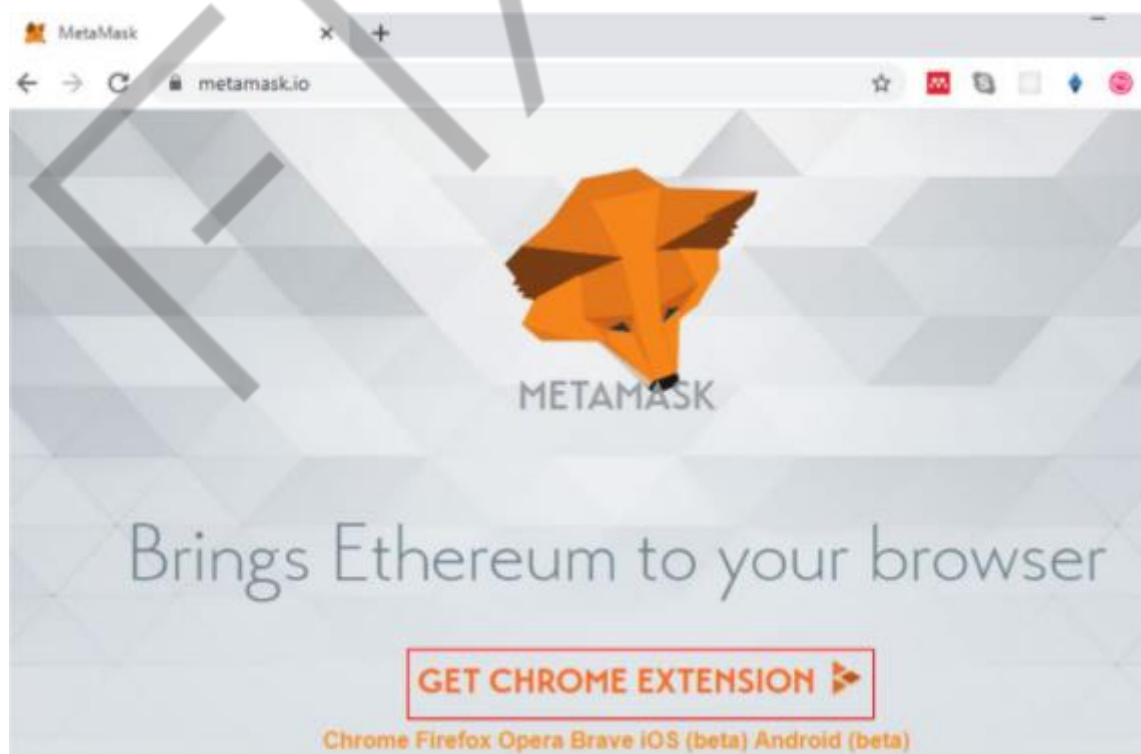 MetaMask
metamask.io
METAMASK
Brings Ethereum to your browser
GET CHROME EXTENSION
Chrome Firefox Opera Brave iOS (beta) Android (beta)